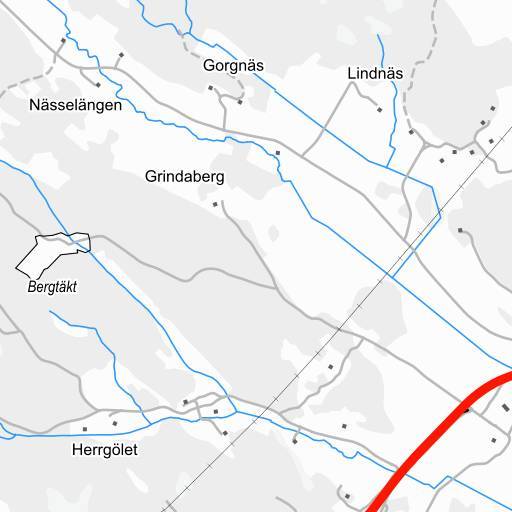 Gorgnäs
Lindnäs
Nässelängen
Grindaberg
Bergtäkt
Herrgölet